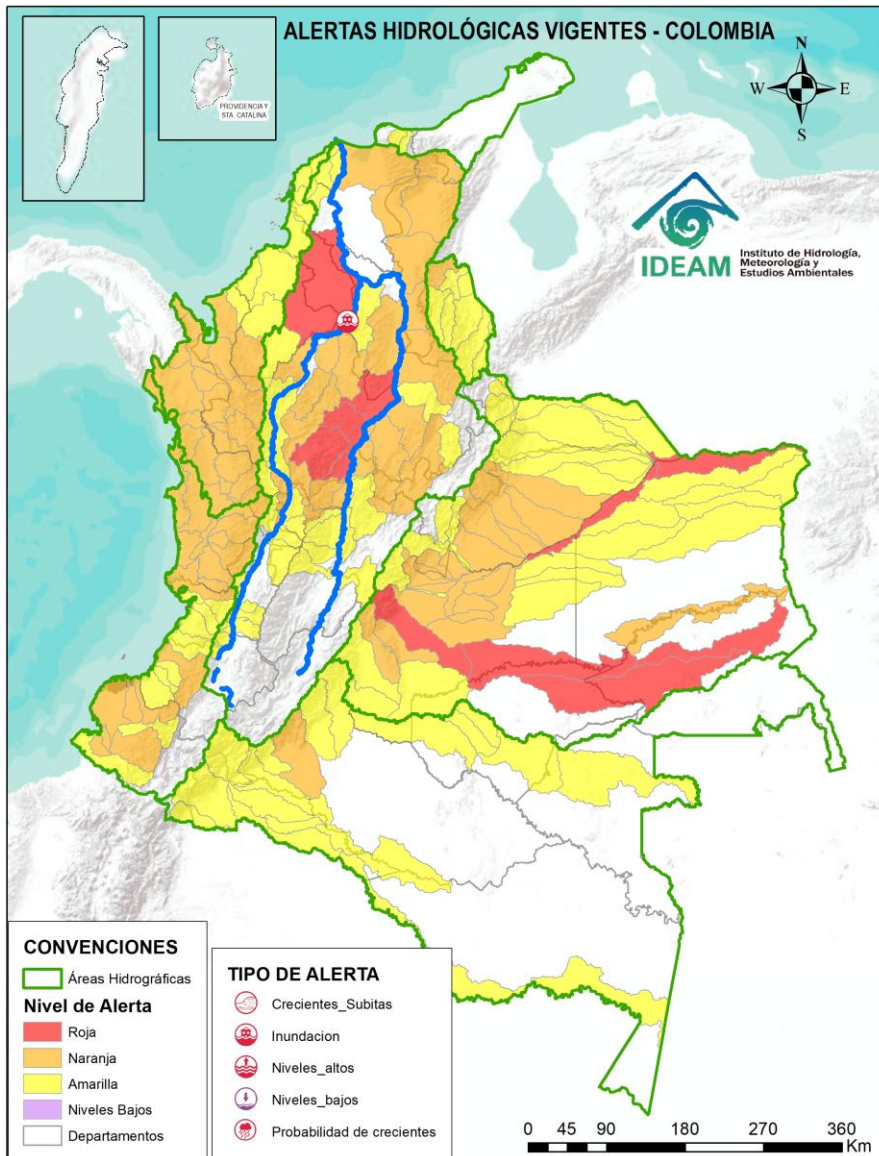 ALERTAS HIDROLÓGICAS VIGENTES - COLOMBIA
PROVIDENCIA Y
STA. CATALINA
N
W
E
S
IDEAM
Instituto de Hidrología,
Meteorología y
Estudios Ambientales
CONVENCIONES
Áreas Hidrográficas
Nivel de Alerta
Roja
Naranja
Amarilla
Niveles Bajos
Departamentos
TIPO DE ALERTA
Crecientes_Subitas
Inundacion
Niveles_altos
Niveles_bajos
Probabilidad de crecientes
0 45 90 180 270 360
Km